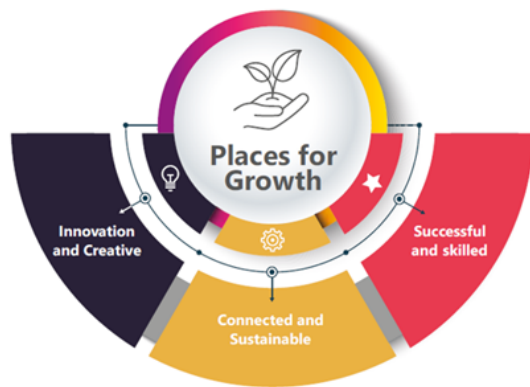 Places for
Growth
Innovation
and Creative
Connected and
Sustainable
Successful
and skilled